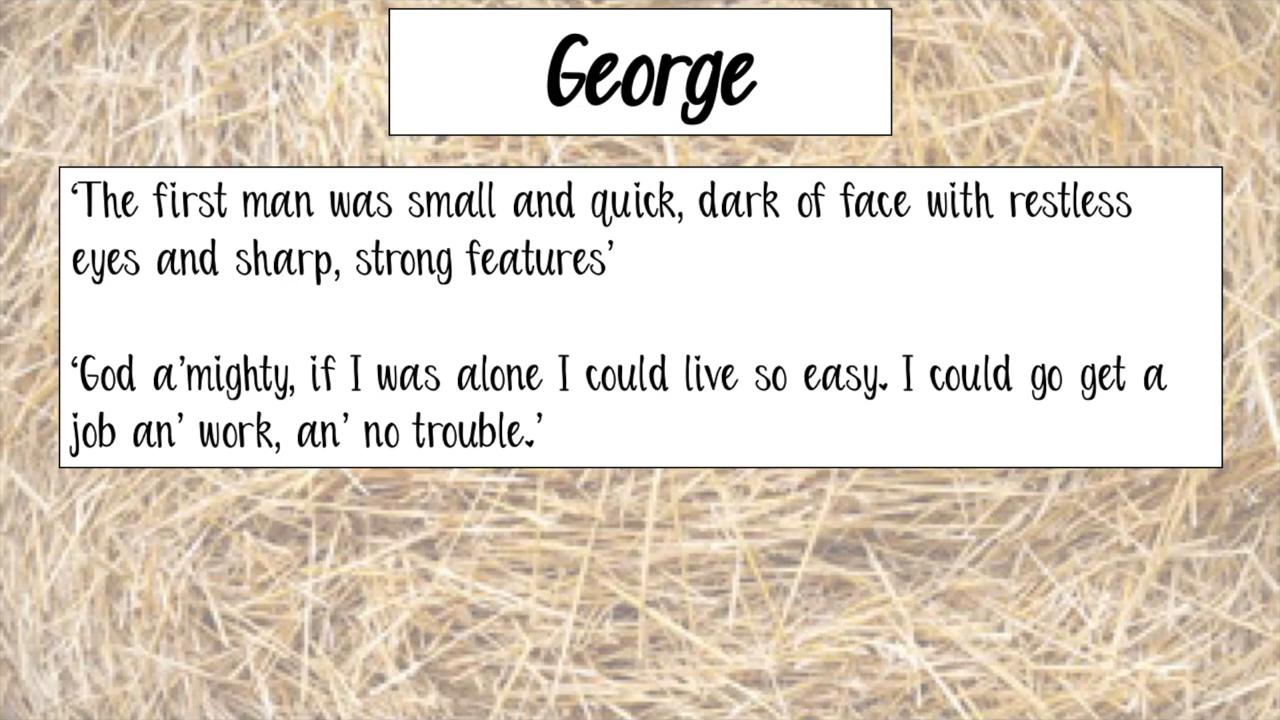 George
‘The first man was small and quick, dark of face with restless
eyes and sharp, strong features’
‘God a’mighty, if I was alone I could live so easy. I could go get a
job an’ work, an’ no trouble.’